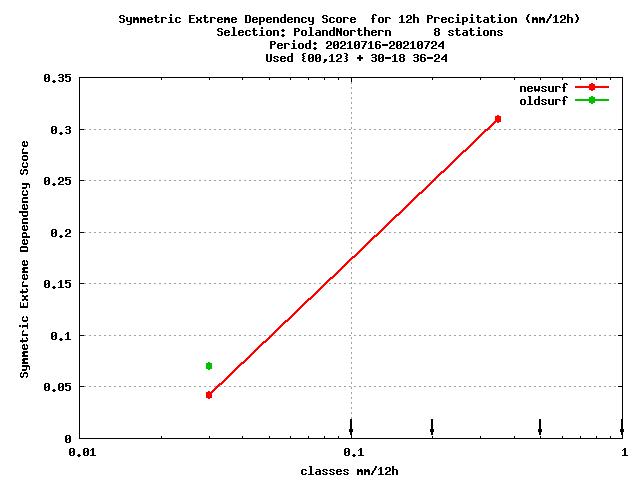 Symmetric Extreme Dependency Score  for 12h Precipitation (mm/12h)
Selection: PolandNorthern      8 stations
Period: 20210716-20210724
Used {00,12} + 30-18 36-24
newsurf
oldsurf
0.35
0.3
0.25
0.2
0.15
0.1
0.05
0
Symmetric Extreme Dependency Score
0.01
0.1
1
classes mm/12h